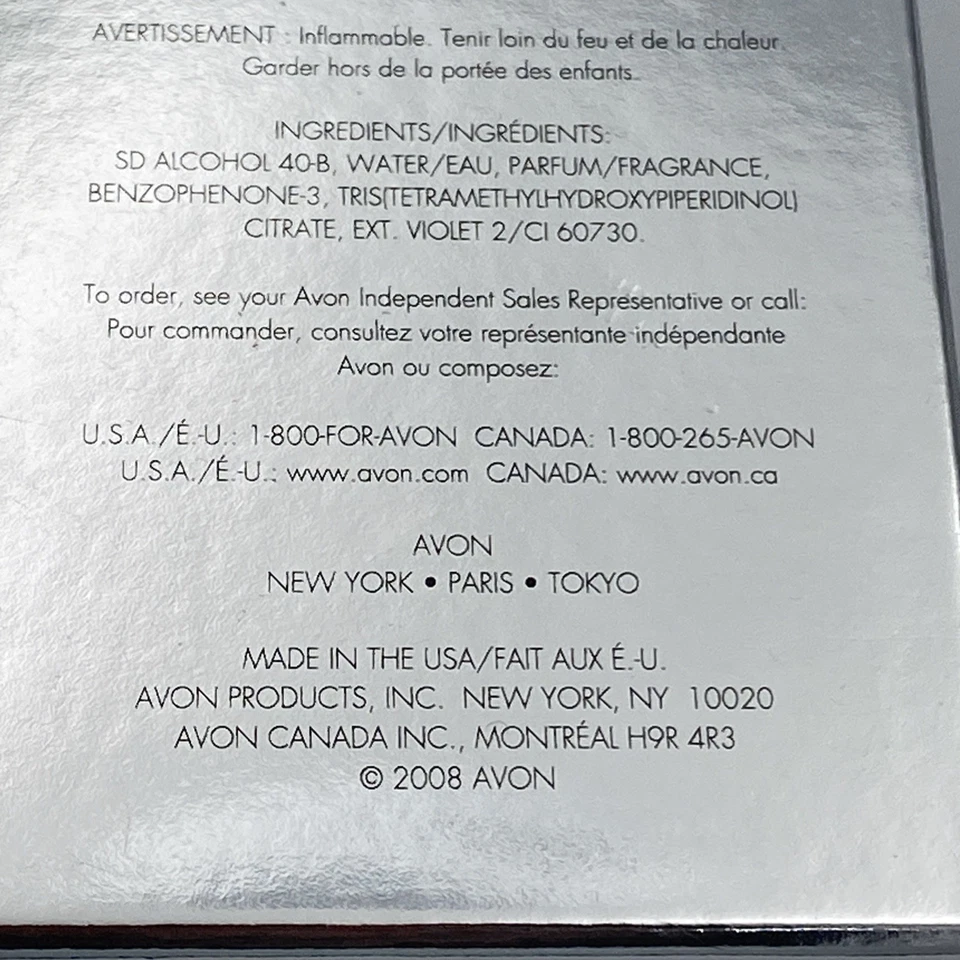 AVERTISSEMENT : Inflammable. Tenir loin du feu et de la chaleur.
Garder hors de la portée des enfants.
INGREDIENTS/INGRÉDIENTS:
SD ALCOHOL 40-B, WATER/EAU, PARFUM/FRAGRANCE,
BENZOPHENONE-3, TRIS(TETRAMETHYLHYDROXYPIPERIDINOL)
CITRATE, EXT. VIOLET 2/CI 60730.
To order, see your Avon Independent Sales Representative or call:
Pour commander, consultez votre représentante indépendante
Avon ou composez:
U.S.A./É.-U.: 1-800-FOR-AVON CANADA: 1-800-265-AVON
U.S.A./É.-U.: www.avon.com CANADA: www.avon.ca
AVON
NEW YORK • PARIS • TOKYO
MADE IN THE USA/FAIT AUX É.-U.
AVON PRODUCTS, INC. NEW YORK, NY 10020
AVON CANADA INC., MONTRÉAL H9R 4R3
© 2008 AVON